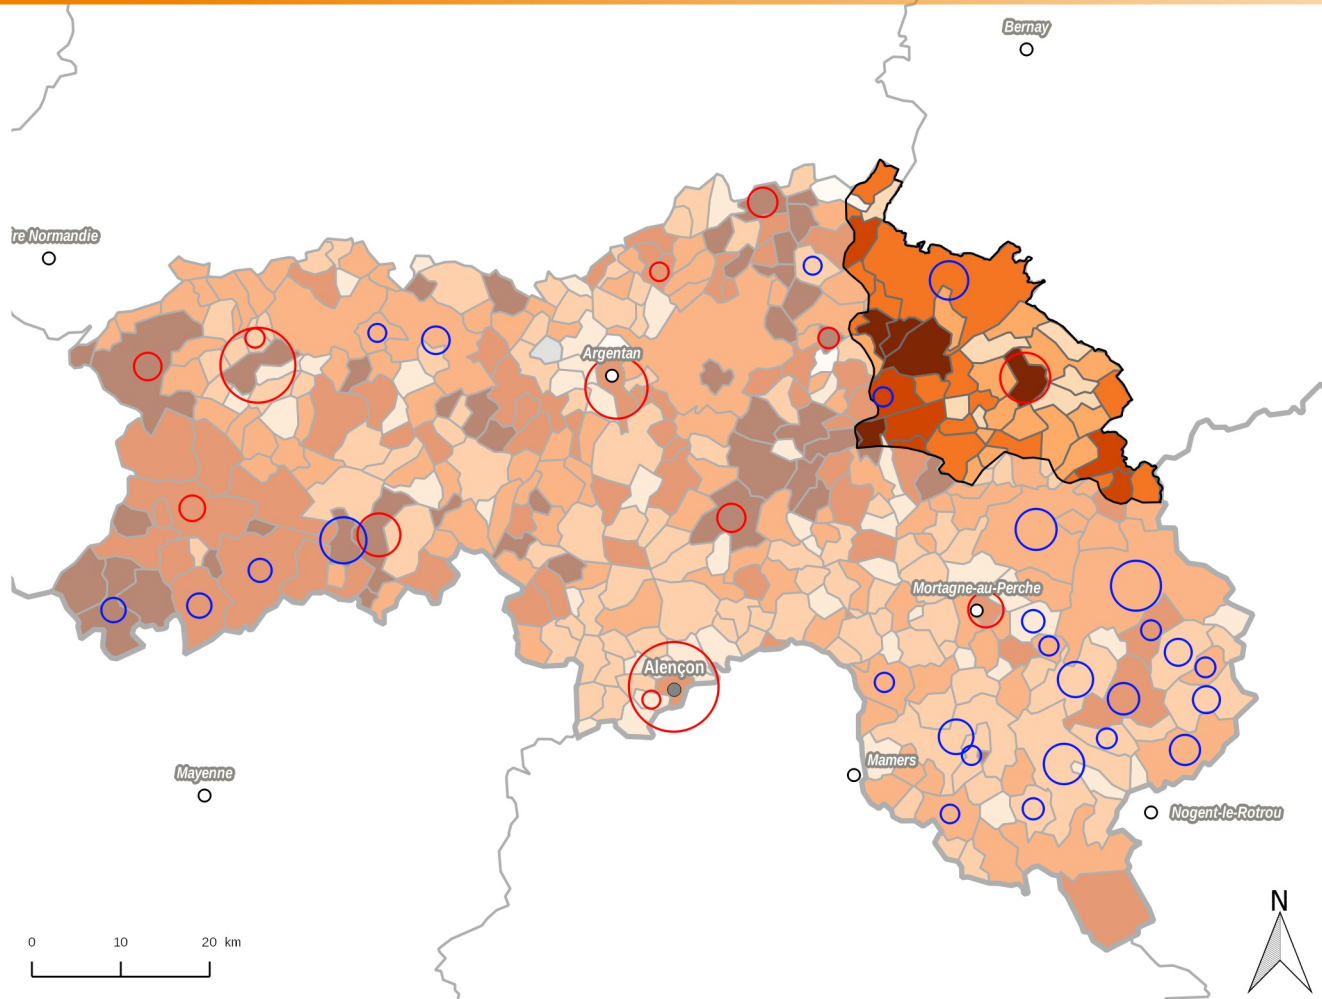 Bernay
re Normandie
Argentan
Mortagne-au-Perche
Alençon
Mamers
Mayenne
Nogent-le-Rotrou
N
0 10 20 km